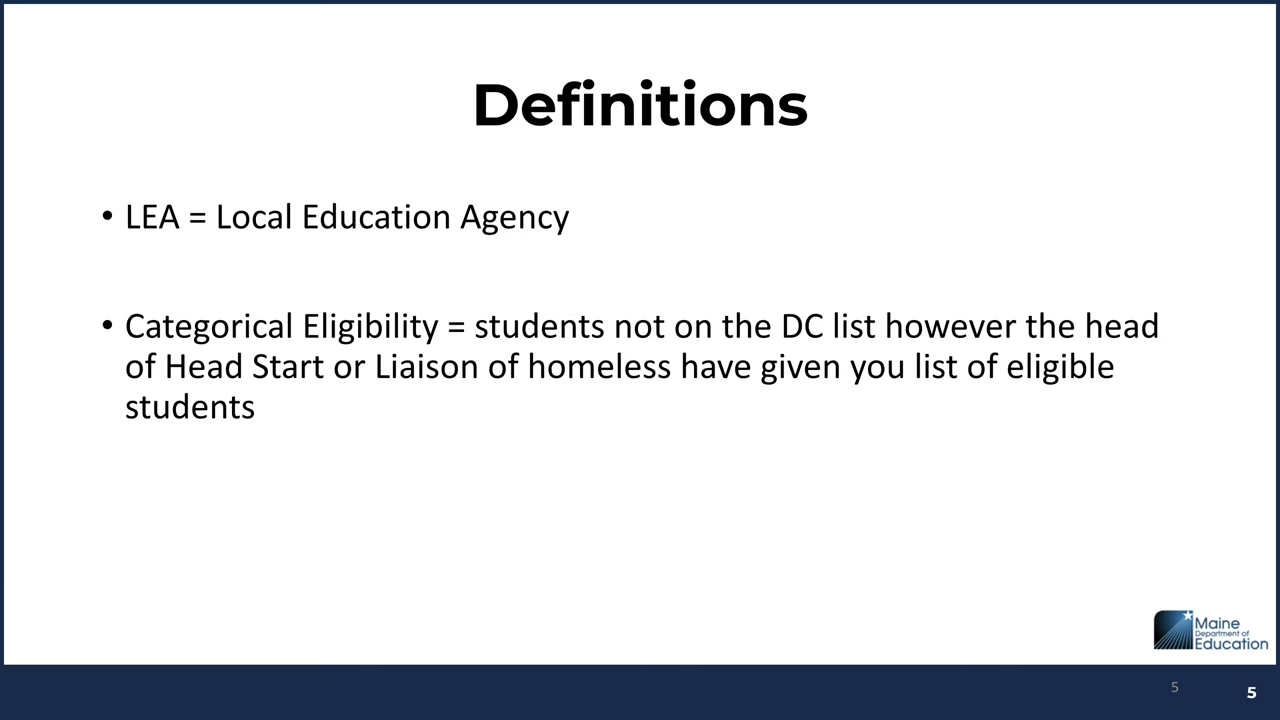 Definitions
• LEA = Local Education Agency
• Categorical Eligibility = students not on the DC list however the head
of Head Start or Liaison of homeless have given you list of eligible
students
Maine
Department of
Education
5
5